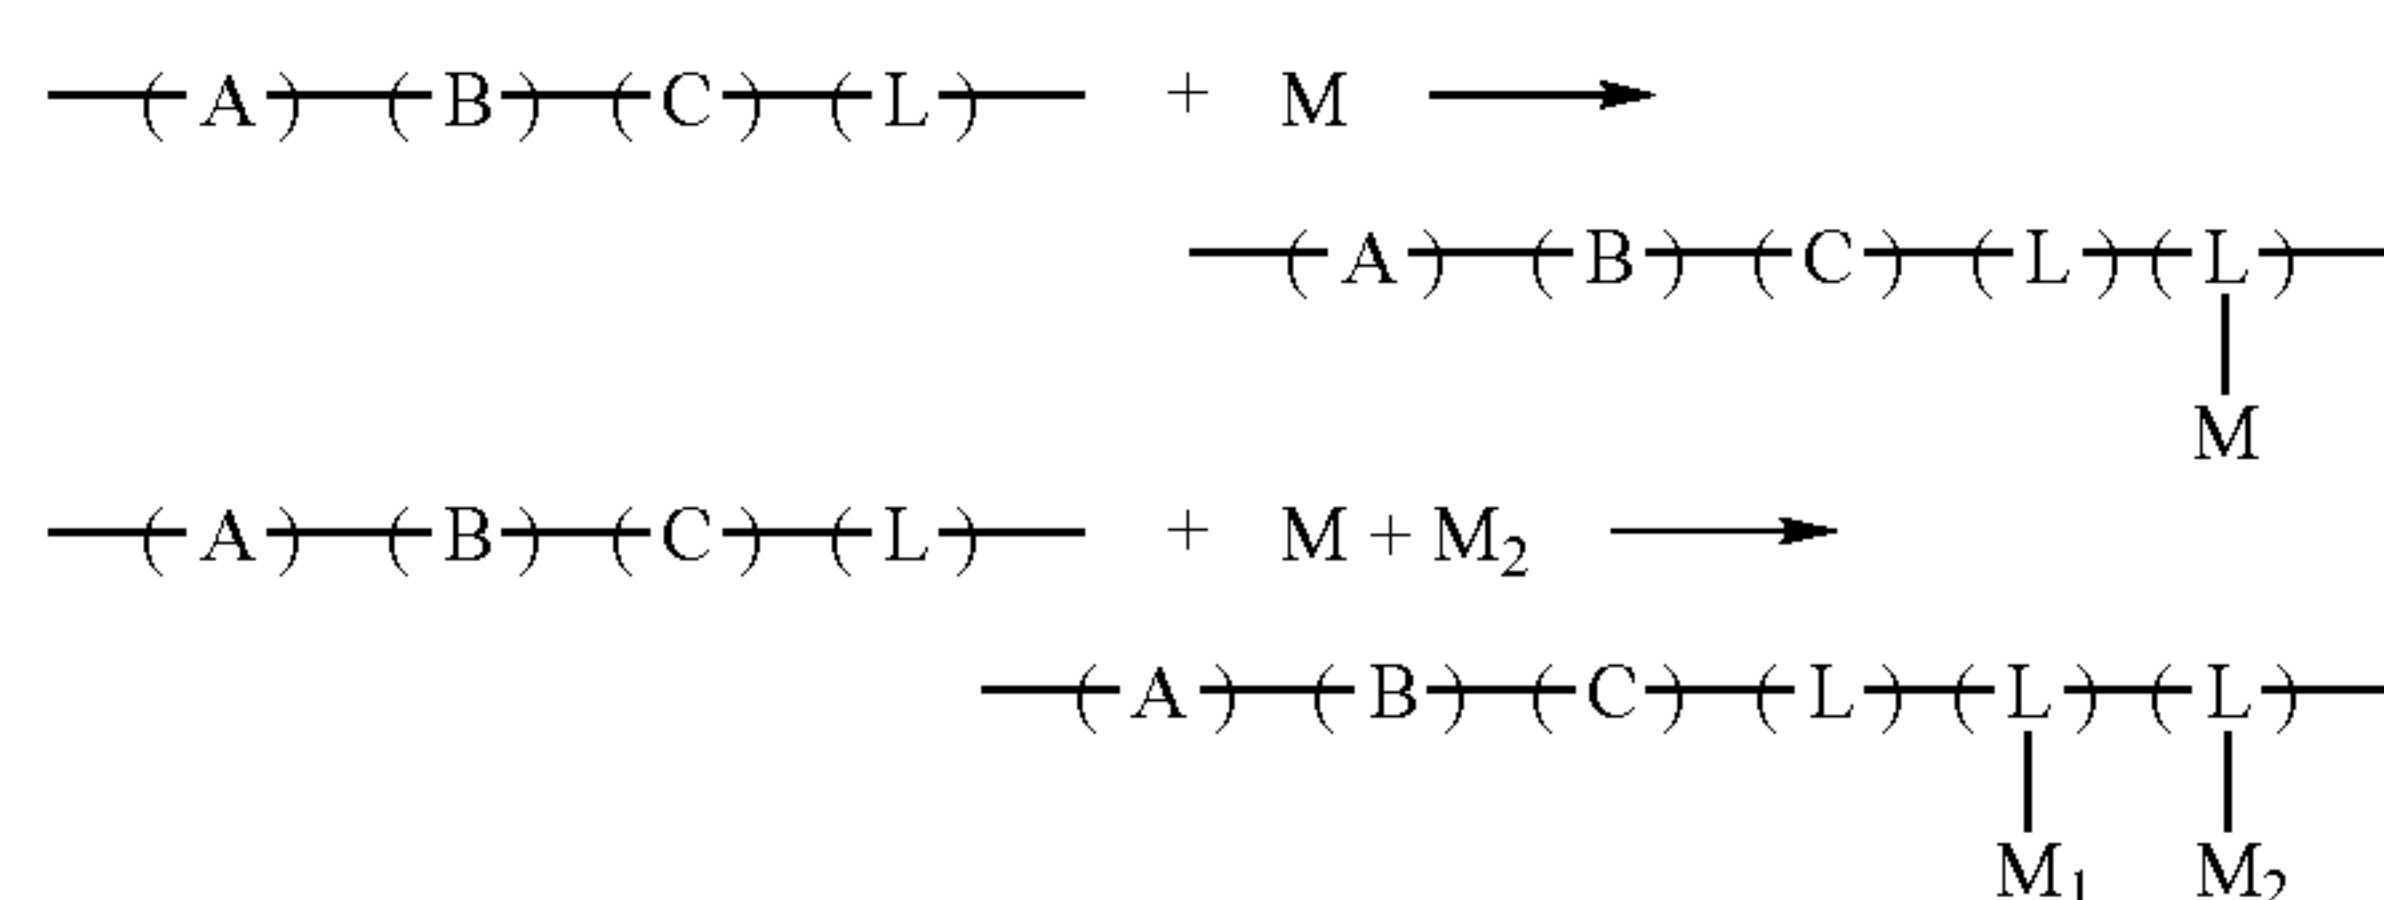 ( A ) ( B ) ( C ) ( L ) + M
( A ) ( B ) ( C ) ( L ) ( L )
M
( A ) ( B ) ( C ) ( L ) + M + M₂
( A ) ( B ) ( C ) ( L ) ( L ) ( L )
M₁ M₂